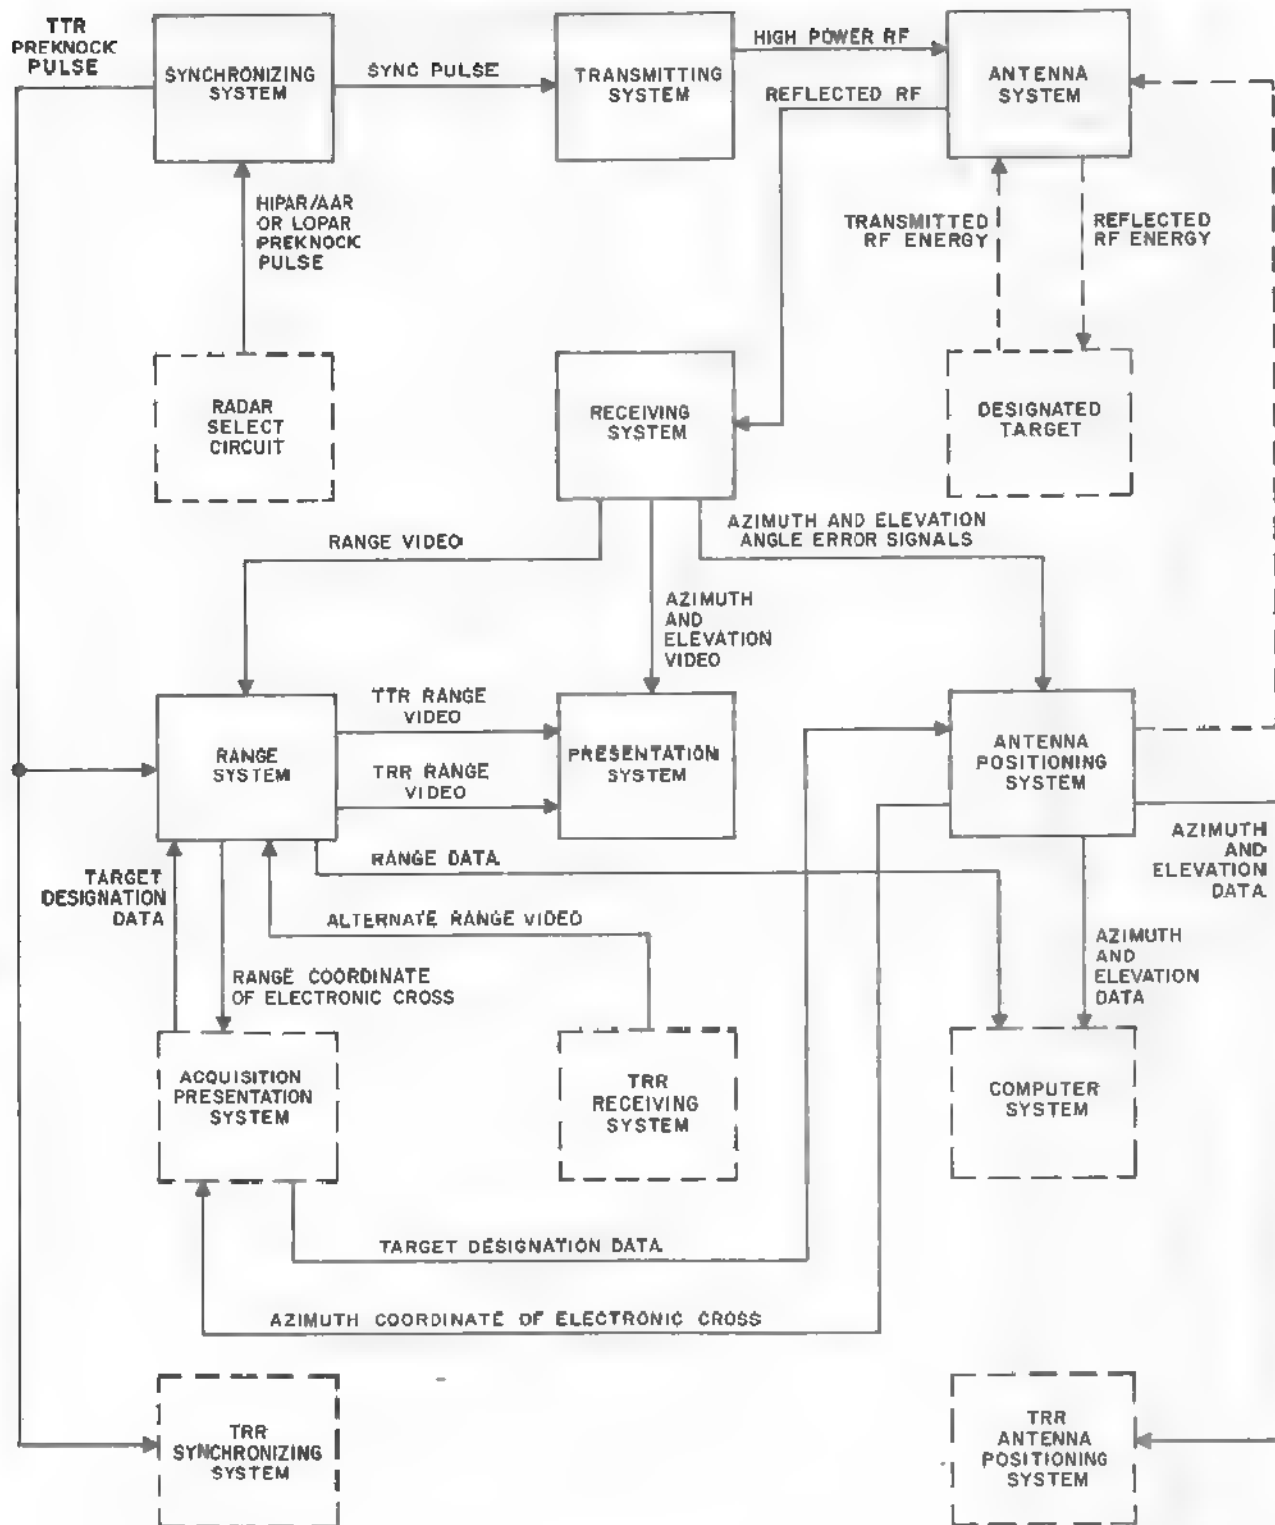 TTR
PREKNOCK
PULSE
SYNCHRONIZING
SYSTEM
SYNC PULSE
TRANSMITTING
SYSTEM
HIGH POWER RF
REFLECTED RF
ANTENNA
SYSTEM
HIPAR/AAR
OR LOPAR
PREKNOCK
PULSE
TRANSMITTED
RF ENERGY
REFLECTED
RF ENERGY
RADAR
SELECT
CIRCUIT
RECEIVING
SYSTEM
DESIGNATED
TARGET
RANGE VIDEO
AZIMUTH AND ELEVATION
ANGLE ERROR SIGNALS
AZIMUTH
AND
ELEVATION
VIDEO
RANGE
SYSTEM
TTR RANGE
VIDEO
TRR RANGE
VIDEO
PRESENTATION
SYSTEM
ANTENNA
POSITIONING
SYSTEM
AZIMUTH
AND
ELEVATION
DATA
TARGET
DESIGNATION
DATA
RANGE DATA
ALTERNATE RANGE VIDEO
RANGE COORDINATE
OF ELECTRONIC CROSS
AZIMUTH
AND
ELEVATION
DATA
ACQUISITION
PRESENTATION
SYSTEM
TRR
RECEIVING
SYSTEM
COMPUTER
SYSTEM
TARGET DESIGNATION DATA
AZIMUTH COORDINATE OF ELECTRONIC CROSS
TRR
SYNCHRONIZING
SYSTEM
TRR
ANTENNA
POSITIONING
SYSTEM